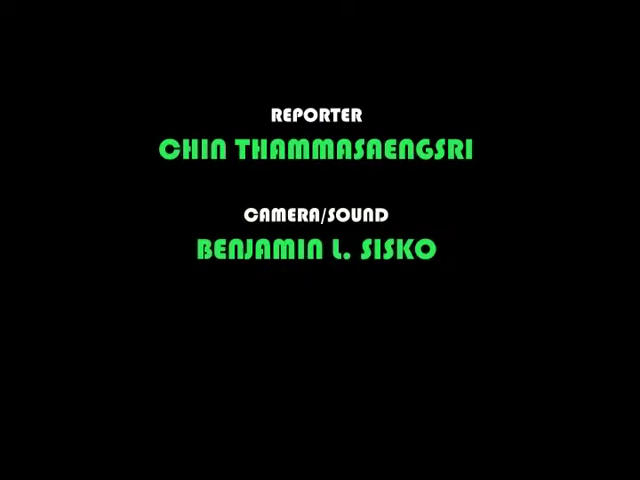 REPORTER
CHIN THAMMASAENGSRI
CAMERA/SOUND
BENJAMIN L. SISKO